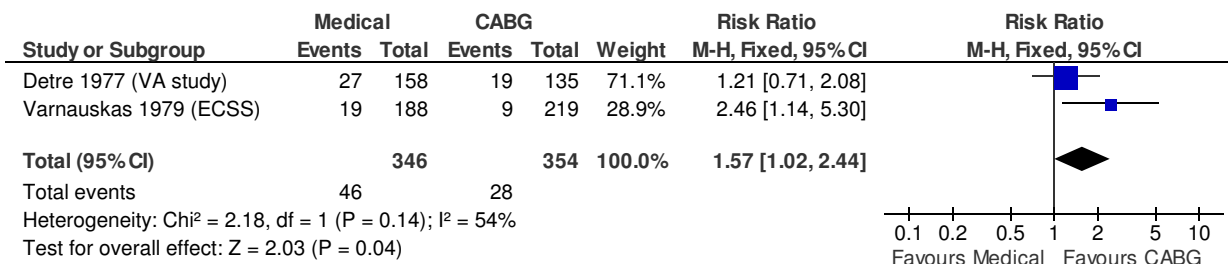 Medical CABG Risk Ratio Risk Ratio
Study or Subgroup Events Total Events Total Weight M-H, Fixed, 95% CI M-H, Fixed, 95% CI
Detre 1977 (VA study) 27 158 19 135 71.1% 1.21 [0.71, 2.08]
Varnauskas 1979 (ECSS) 19 188 9 219 28.9% 2.46 [1.14, 5.30]
Total (95% CI) 346 354 100.0% 1.57 [1.02, 2.44]
Total events 46 28
Heterogeneity: Chi² = 2.18, df = 1 (P = 0.14); I² = 54%
Test for overall effect: Z = 2.03 (P = 0.04)
0.1 0.2 0.5 1 2 5 10
Favours Medical Favours CABG